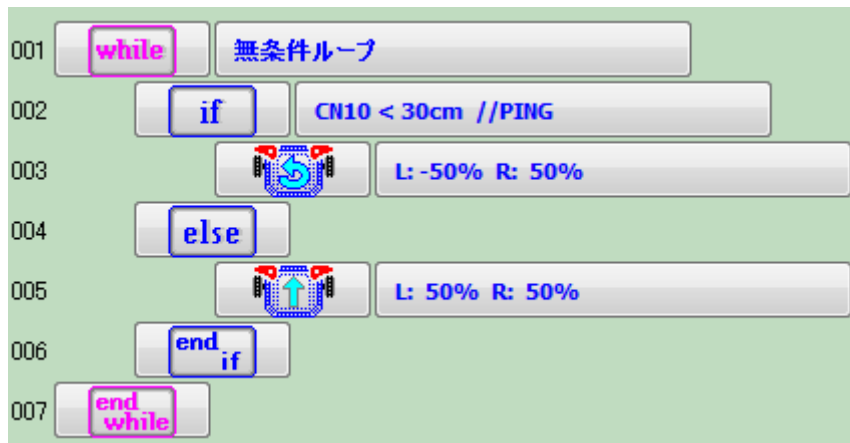 001 while 無条件ループ
002 if CN10 < 30cm //PING
003 L: -50% R: 50%
004 else
005 L: 50% R: 50%
006 end if
007 end while